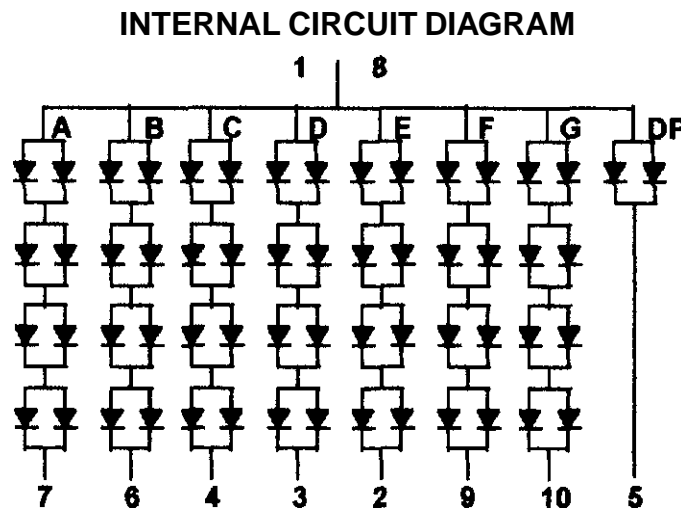 INTERNAL CIRCUIT DIAGRAM
1 8
A B C D E F G DP
7 6 4 3 2 9 10 5